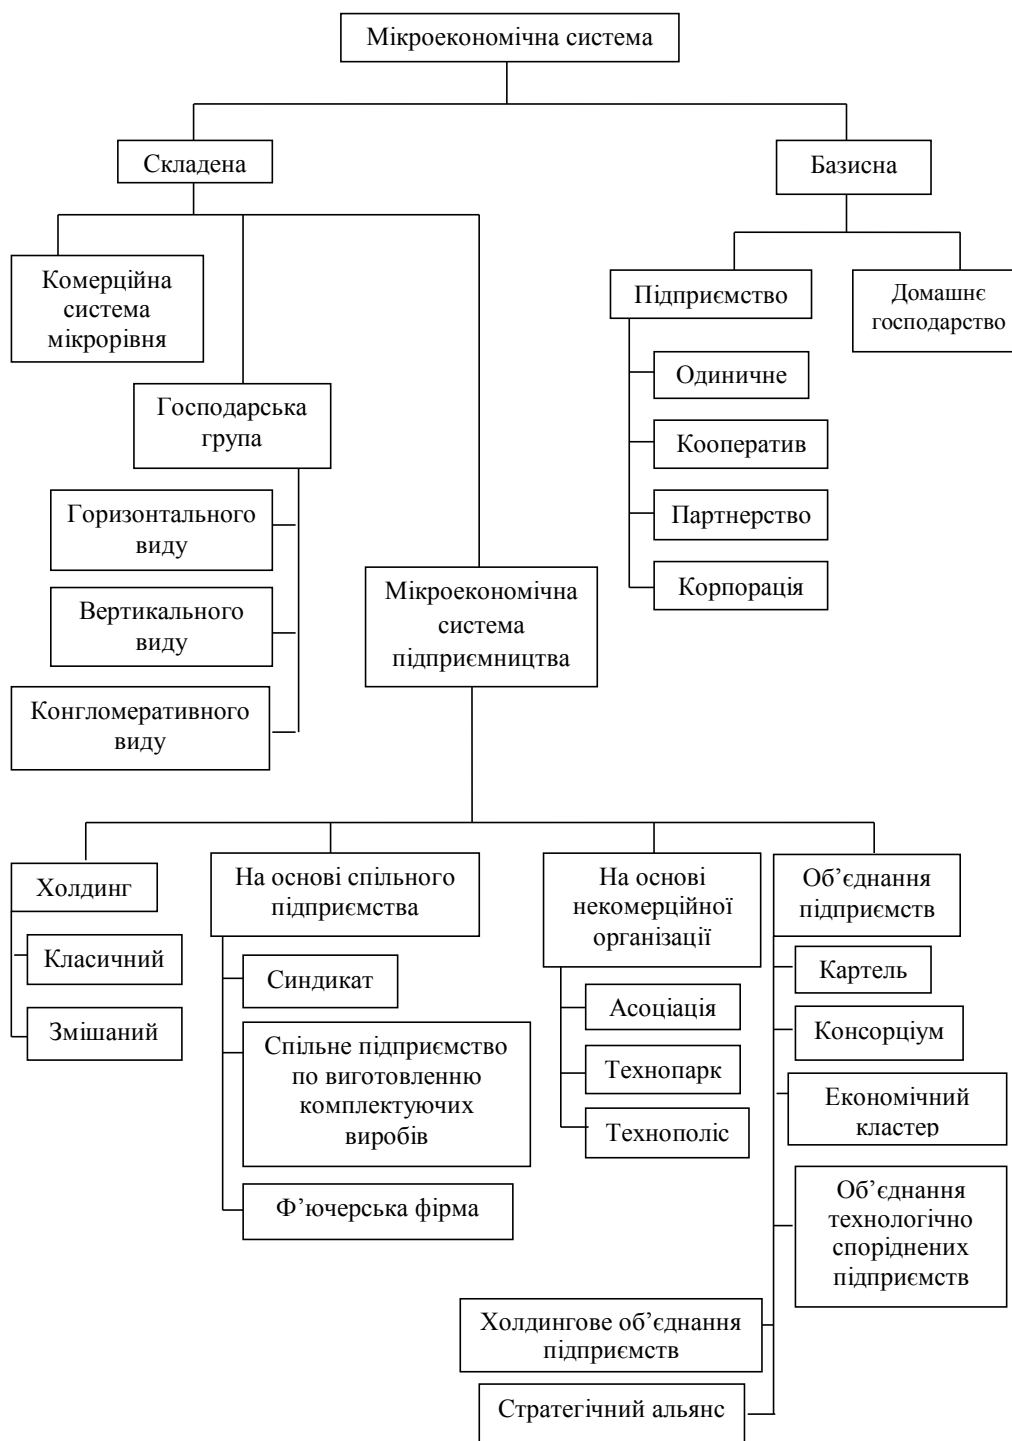 Мікроекономічна система
Складена
Базисна
Комерційна
система
мікрорівня
Підприємство
Домашнє
господарство
Одиничне
Господарська
група
Кооператив
Горизонтального
виду
Партнерство
Корпорація
Вертикального
виду
Мікроекономічна
система
підприємництва
Конгломеративного
виду
Холдинг
Класичний
Змішаний
На основі спільного
підприємства
Синдикат
Спільне підприємство
по виготовленню
комплектуючих
виробів
Ф’ючерська фірма
На основі
некомерційної
організації
Асоціація
Технопарк
Технополіс
Об’єднання
підприємств
Картель
Консорціум
Економічний
кластер
Об’єднання
технологічно
споріднених
підприємств
Холдингове об’єднання
підприємств
Стратегічний альянс